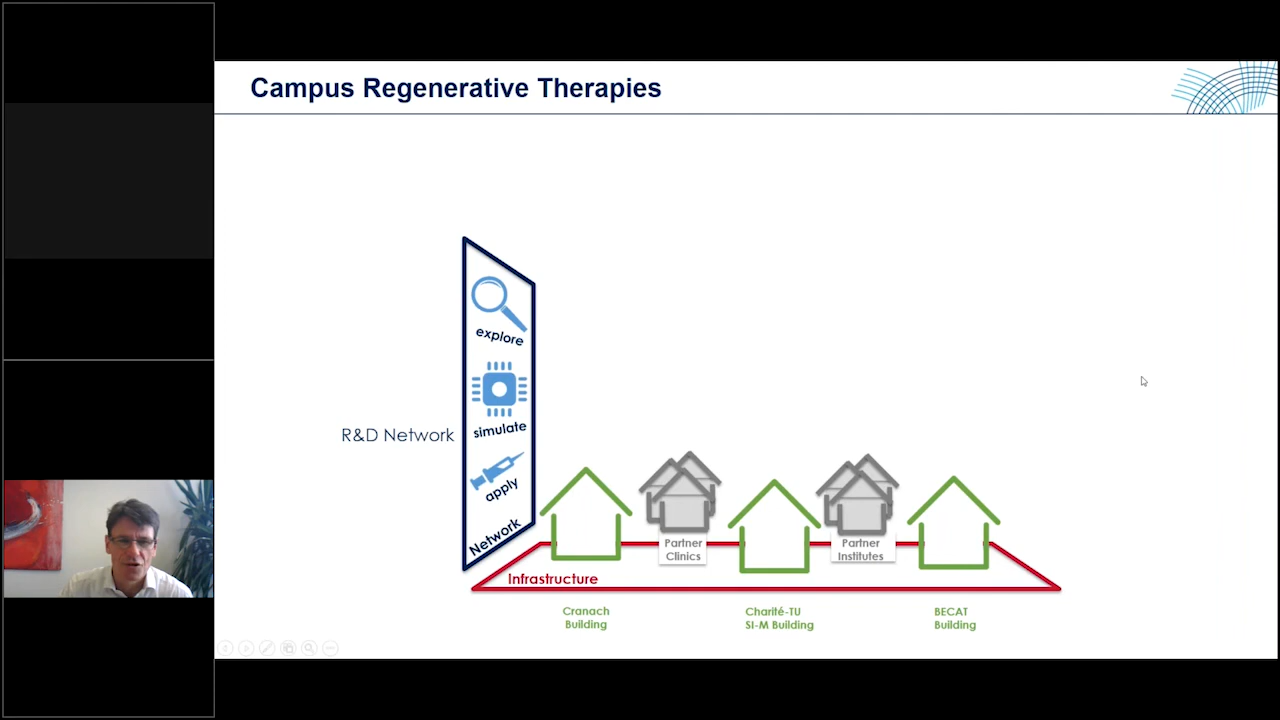 Campus Regenerative Therapies
explore
simulate
R&D Network
apply
Network
Partner
Clinics
Partner
Institutes
Infrastructure
Cranach
Building
Charité-TU
SI-M Building
BECAT
Building